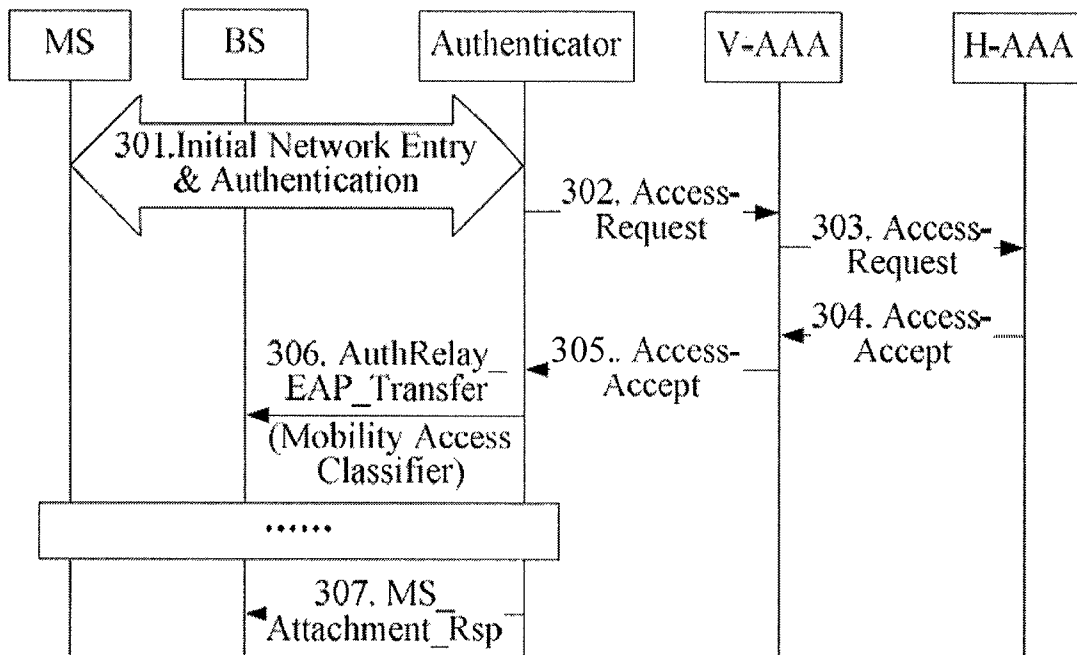 MS
BS
Authenticator
V-AAA
H-AAA
301.Initial Network Entry
& Authentication
302. Access-
Request
303. Access-
Request
304. Access-
Accept
305.. Access-
Accept
306. AuthRelay_
EAP_Transfer
(Mobility Access
Classifier)
......
307. MS_
Attachment_Rsp